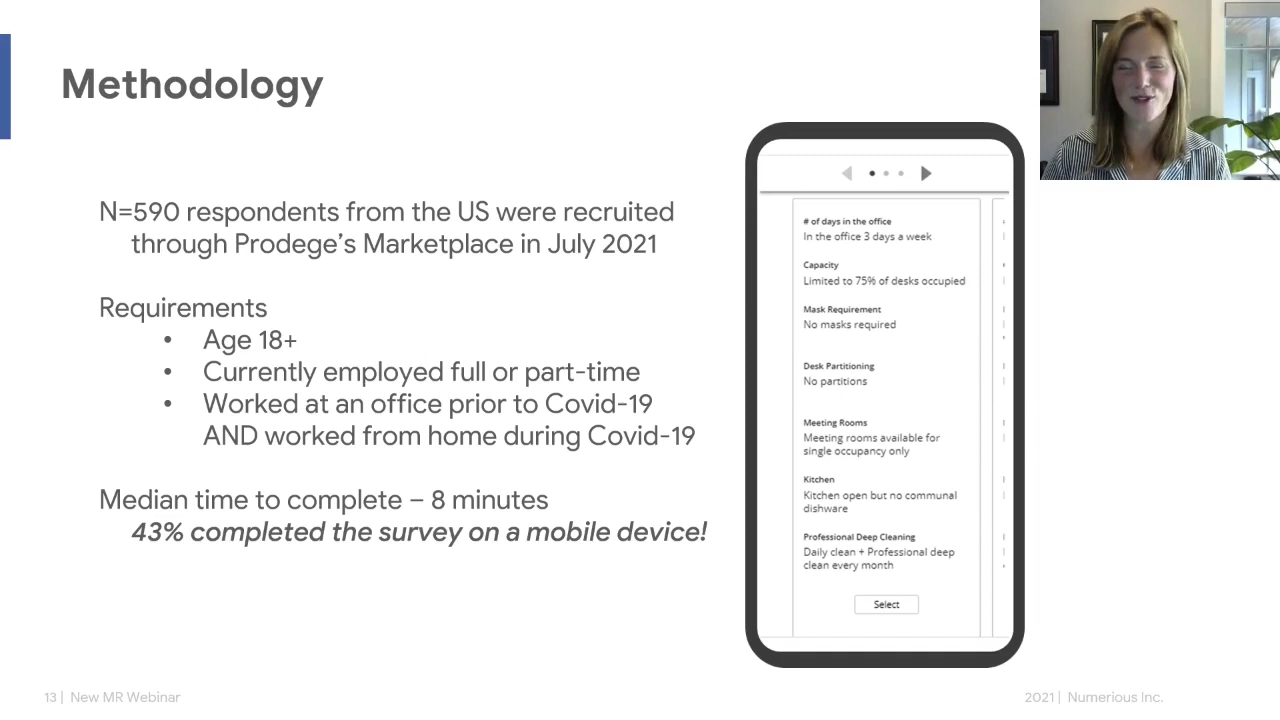 Methodology
N=590 respondents from the US were recruited
through Prodege's Marketplace in July 2021
Requirements
• Age 18+
• Currently employed full or part-time
• Worked at an office prior to Covid-19
AND worked from home during Covid-19
Median time to complete – 8 minutes
43% completed the survey on a mobile device!
# of days in the office
In the office 3 days a week
Capacity
Limited to 75% of desks occupied
Mask Requirement
No masks required
Desk Partitioning
No partitions
Meeting Rooms
Meeting rooms available for
single occupancy only
Kitchen
Kitchen open but no communal
dishware
Professional Deep Cleaning
Daily clean + Professional deep
clean every month
Select
13 | New MR Webinar
2021 | Numerious Inc.